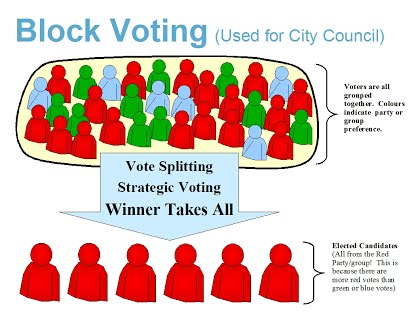 Block Voting (Used for City Council)
Voters are all
grouped
together. Colours
indicate party or
group
preference.
Vote Splitting
Strategic Voting
Winner Takes All
Elected Candidates
(All from the Red
Party/group! This is
because there are
more red votes than
green or blue votes)